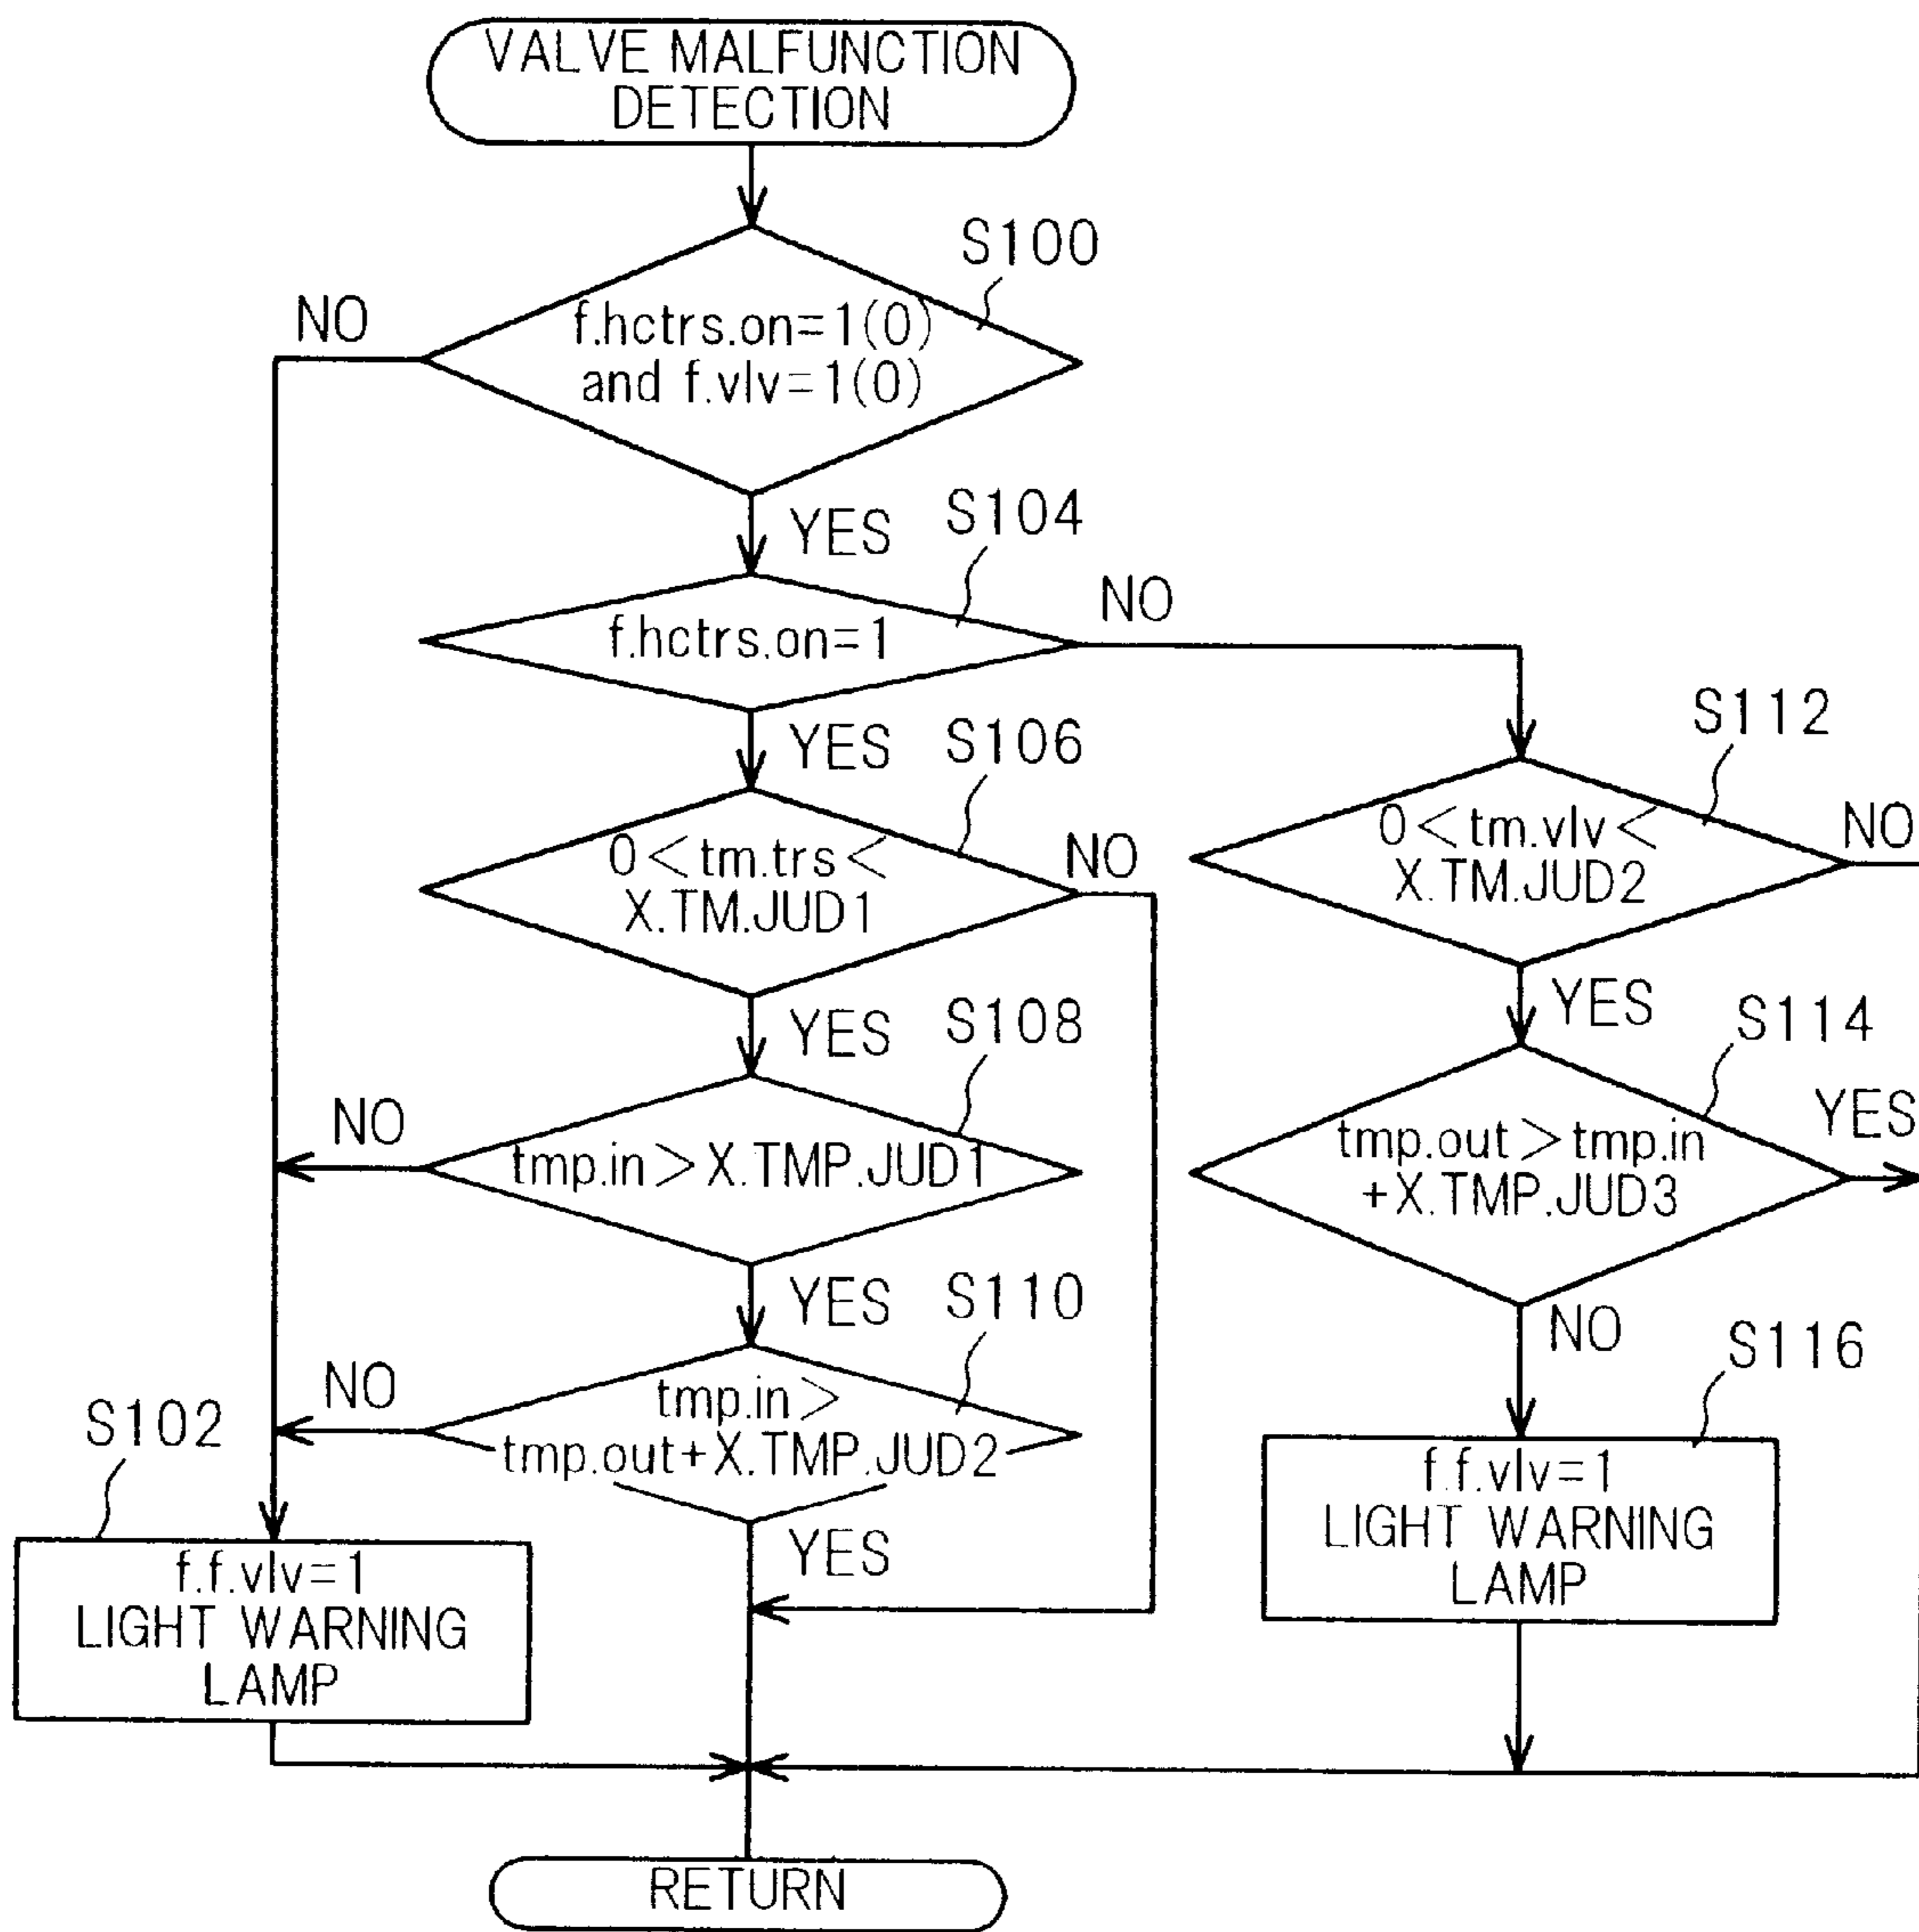 VALVE MALFUNCTION
DETECTION
S100
NO
f.hctrs.on=1(0)
and f.vlv=1(0)
YES
S104
f.hctrs.on=1
NO
YES
S106
S112
0<tm.trs<
X.TM.JUD1
NO
0<tm.vlv<
X.TM.JUD2
NO
YES
S108
YES
S114
NO
tmp.in>X.TMP.JUD1
tmp.out>tmp.in
+X.TMP.JUD3
YES
YES
S110
NO
S116
NO
tmp.in>
tmp.out+X.TMP.JUD2
S102
YES
f.f.vlv=1
LIGHT WARNING
LAMP
f.f.vlv=1
LIGHT WARNING
LAMP
RETURN